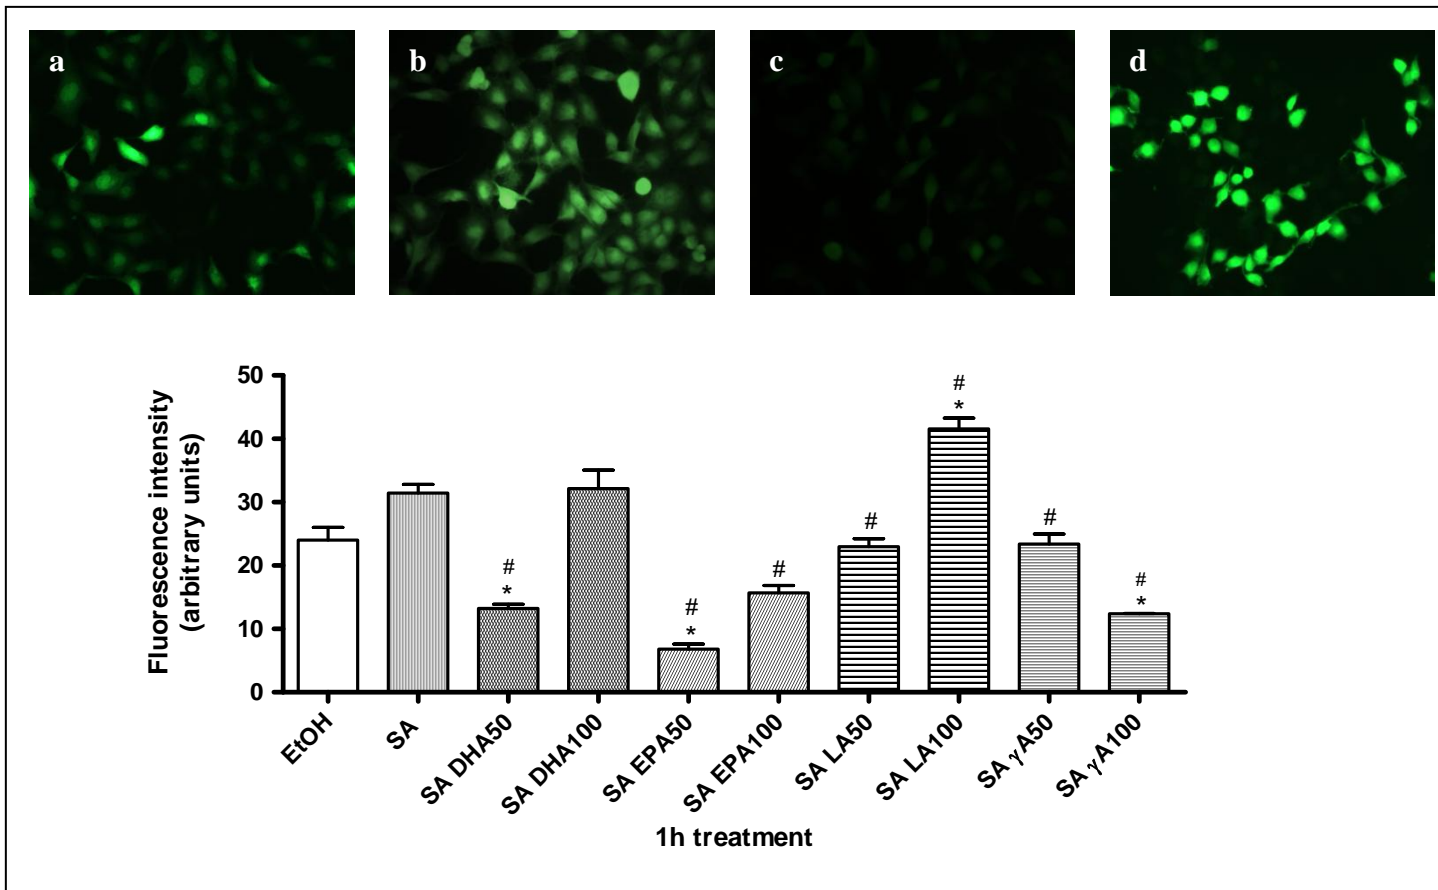 a
b
c
d
Fluorescence intensity
(arbitrary units)
50
40
30
20
10
0
#
*
#
*
#
#
#
*
#
#
*
EtOH
SA
SA DHA50
SA DHA100
SA EPA50
SA EPA100
SA LA50
SA LA100
SA γA50
SA γA100
1h treatment